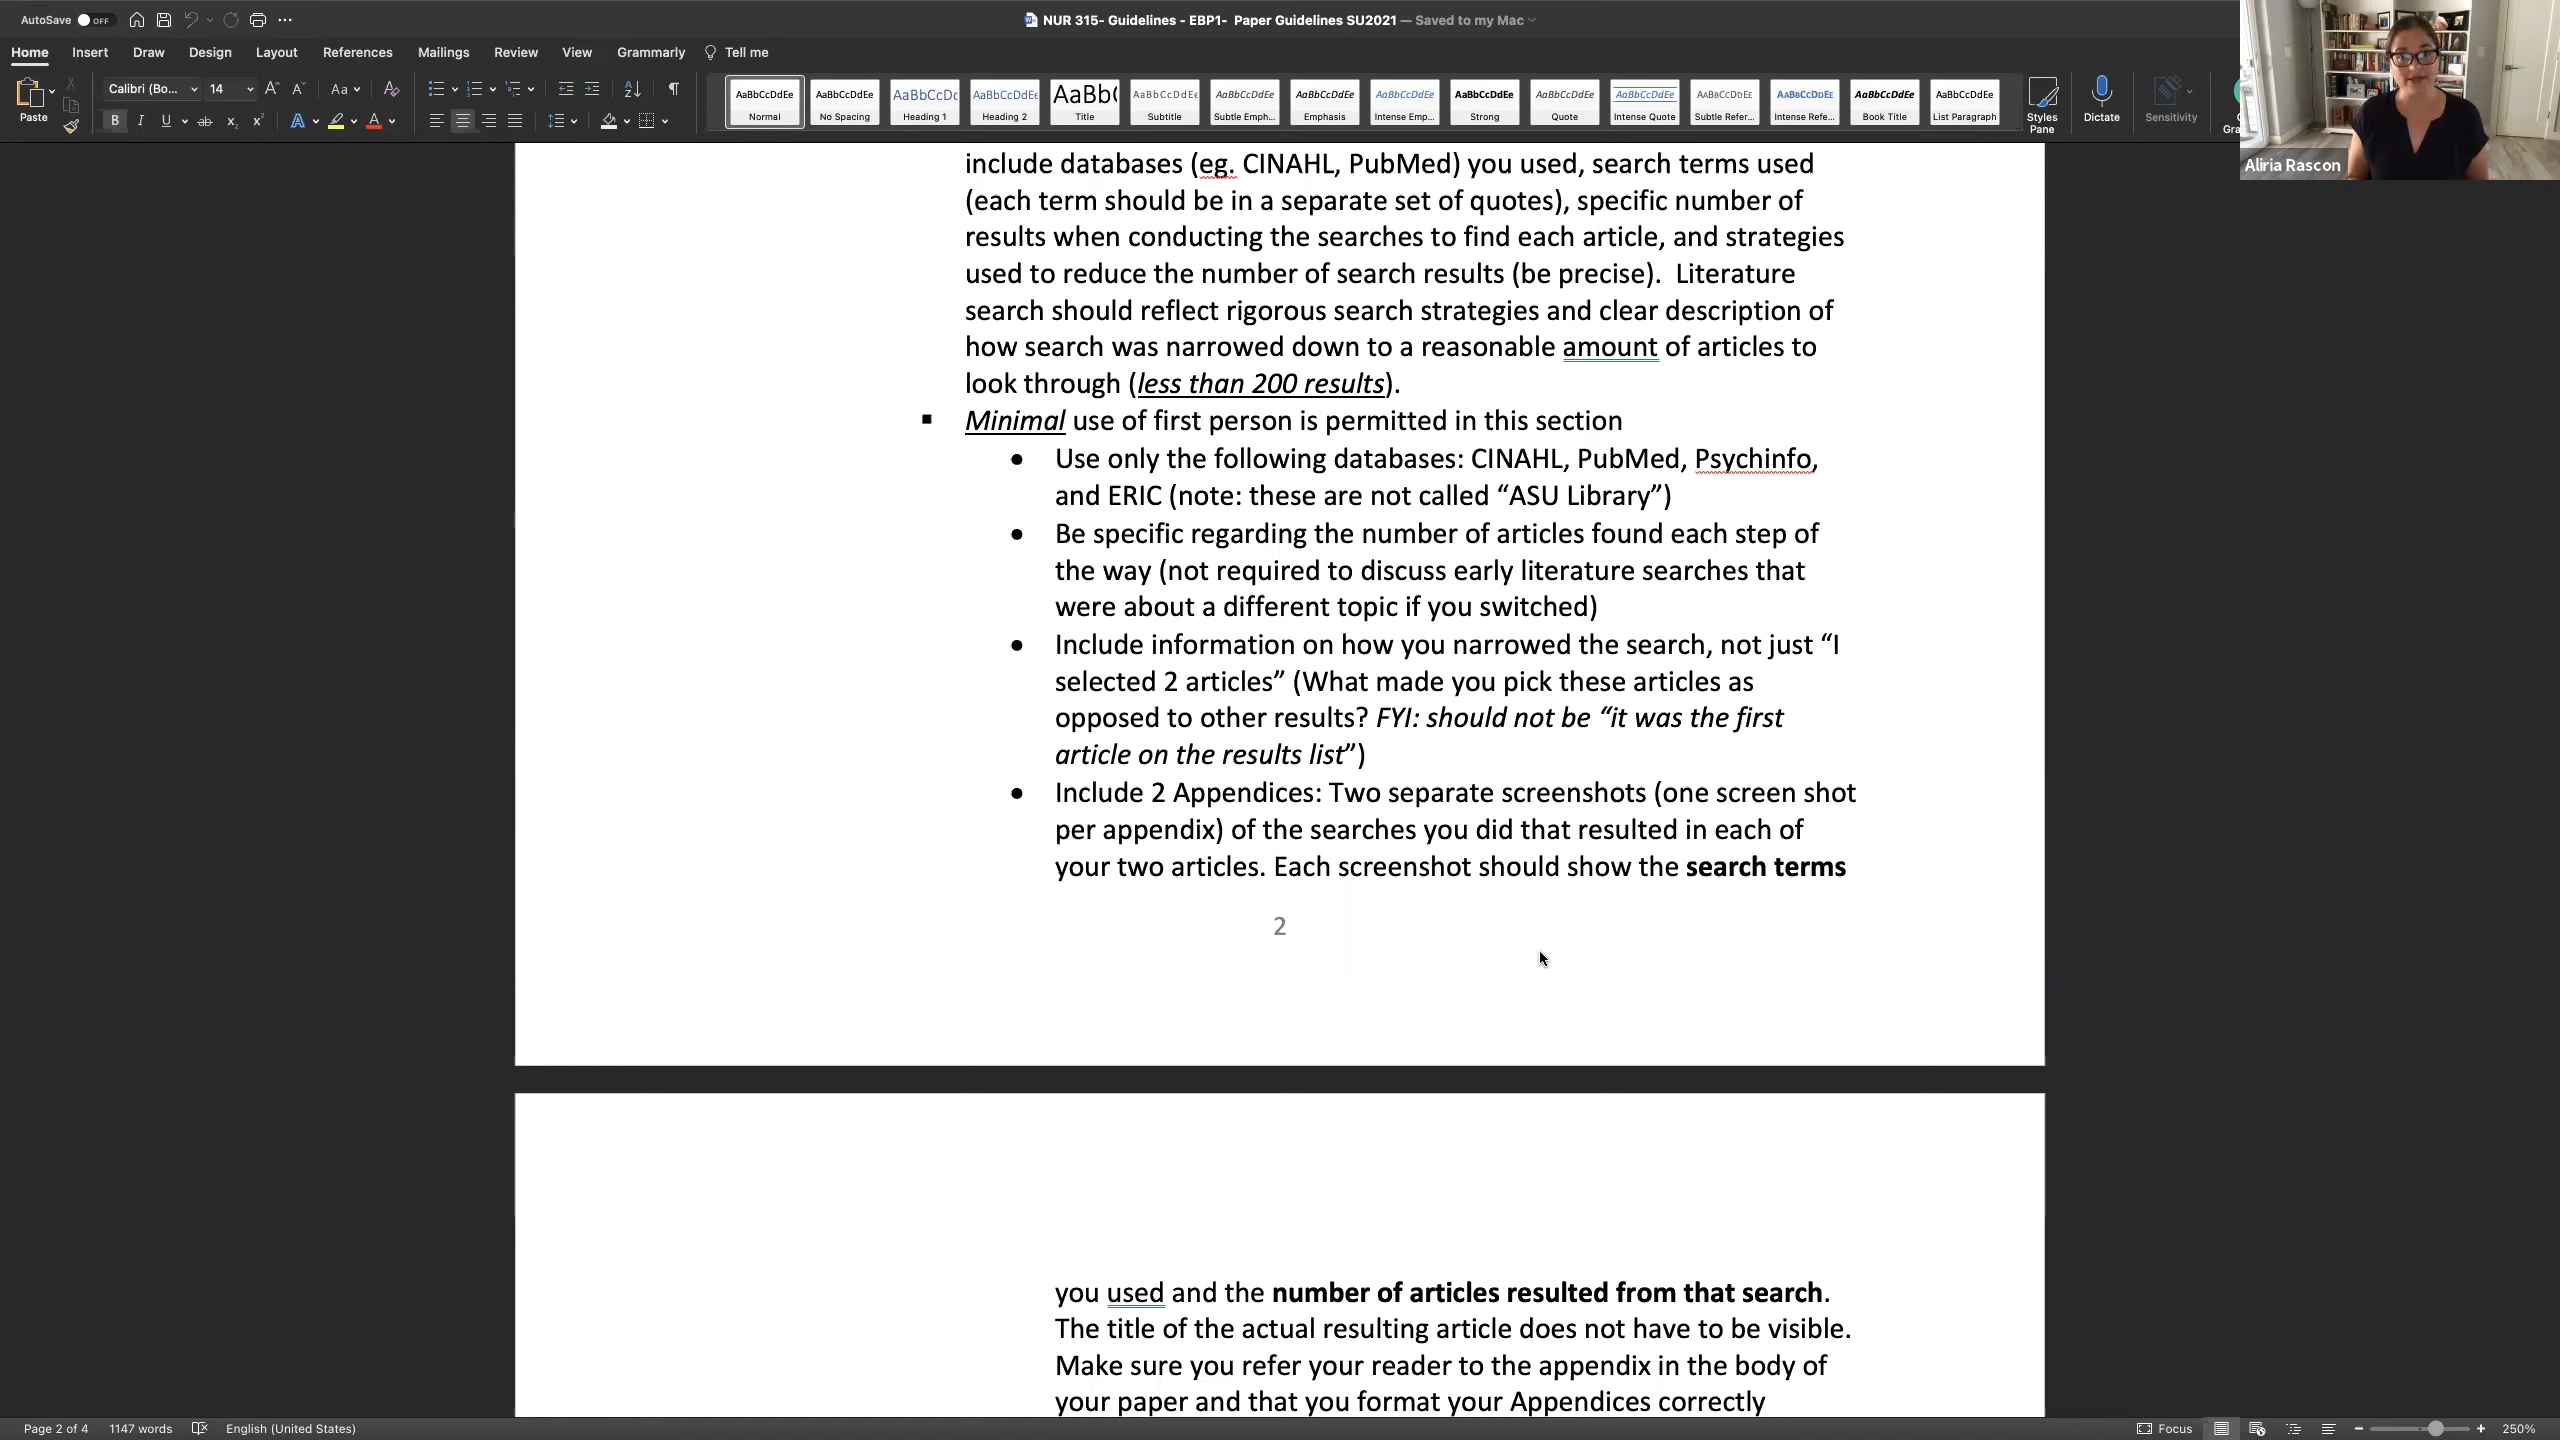 AutoSave OFF
NUR 315- Guidelines - EBP1- Paper Guidelines SU2021 — Saved to my Mac
Home Insert Draw Design Layout References Mailings Review View Grammarly Tell me
Paste
Calibri (Bo... 14
AaBbCcDdEe AaBbCcDdEe AaBbCcDc AaBbCcDdEe AaBb( AaBbCcDdEe AaBbCcDdEe AaBbCcDdEe AaBbCcDdEe AaBbCcDdEe AaBbCcDdEe AaBbCcDdEe AaBbCcDdEe AaBbCcDdEe AaBbCcDdEe AaBbCcDdEe
Normal No Spacing Heading 1 Heading 2 Title Subtitle Subtle Emph... Emphasis Intense Emp... Strong Quote Intense Quote Subtle Refer... Intense Refe... Book Title List Paragraph
Styles Pane
Dictate
Sensitivity
Aliria Rascon
include databases (eg. CINAHL, PubMed) you used, search terms used
(each term should be in a separate set of quotes), specific number of
results when conducting the searches to find each article, and strategies
used to reduce the number of search results (be precise).  Literature
search should reflect rigorous search strategies and clear description of
how search was narrowed down to a reasonable amount of articles to
look through (less than 200 results).
▪ Minimal use of first person is permitted in this section
• Use only the following databases: CINAHL, PubMed, Psychinfo,
and ERIC (note: these are not called “ASU Library”)
• Be specific regarding the number of articles found each step of
the way (not required to discuss early literature searches that
were about a different topic if you switched)
• Include information on how you narrowed the search, not just “I
selected 2 articles” (What made you pick these articles as
opposed to other results? FYI: should not be “it was the first
article on the results list”)
• Include 2 Appendices: Two separate screenshots (one screen shot
per appendix) of the searches you did that resulted in each of
your two articles. Each screenshot should show the search terms
2
you used and the number of articles resulted from that search.
The title of the actual resulting article does not have to be visible.
Make sure you refer your reader to the appendix in the body of
your paper and that you format your Appendices correctly
Page 2 of 4 1147 words English (United States) Focus 250%